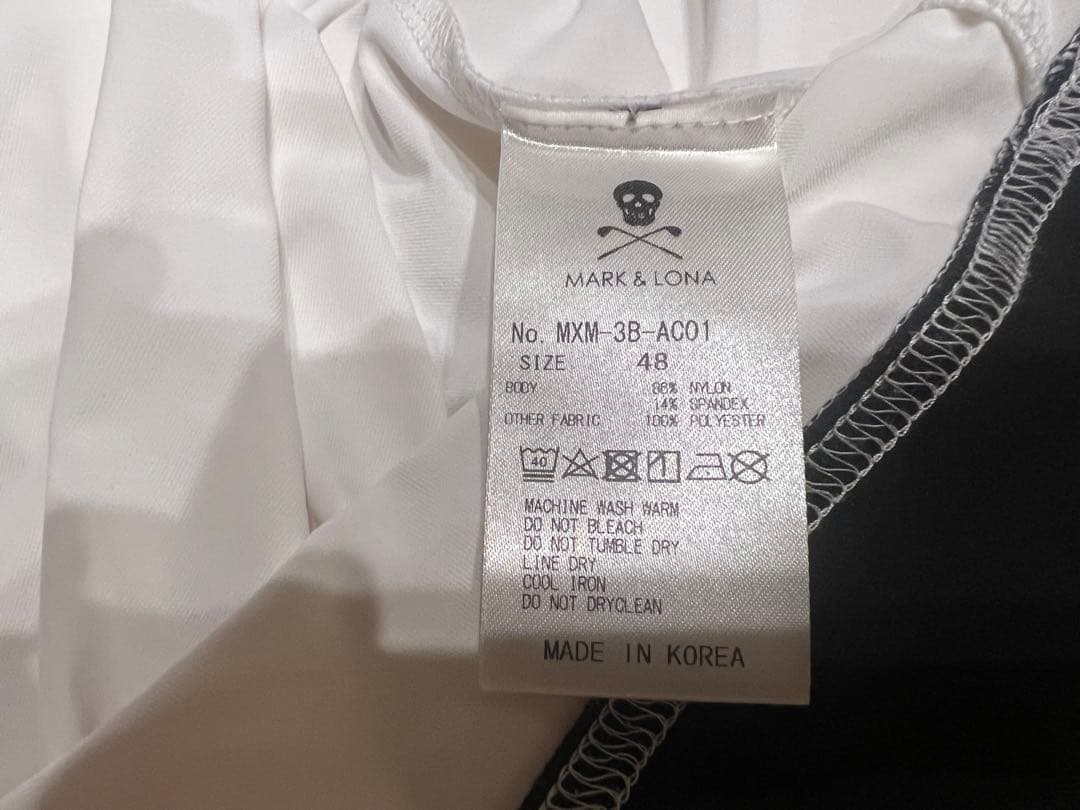 MARK & LONA
No. MXM-3B-AC01
SIZE 48
BODY 86% NYLON
14% SPANDEX
OTHER FABRIC 100% POLYESTER
40
MACHINE WASH WARM
DO NOT BLEACH
DO NOT TUMBLE DRY
LINE DRY
COOL IRON
DO NOT DRYCLEAN
MADE IN KOREA